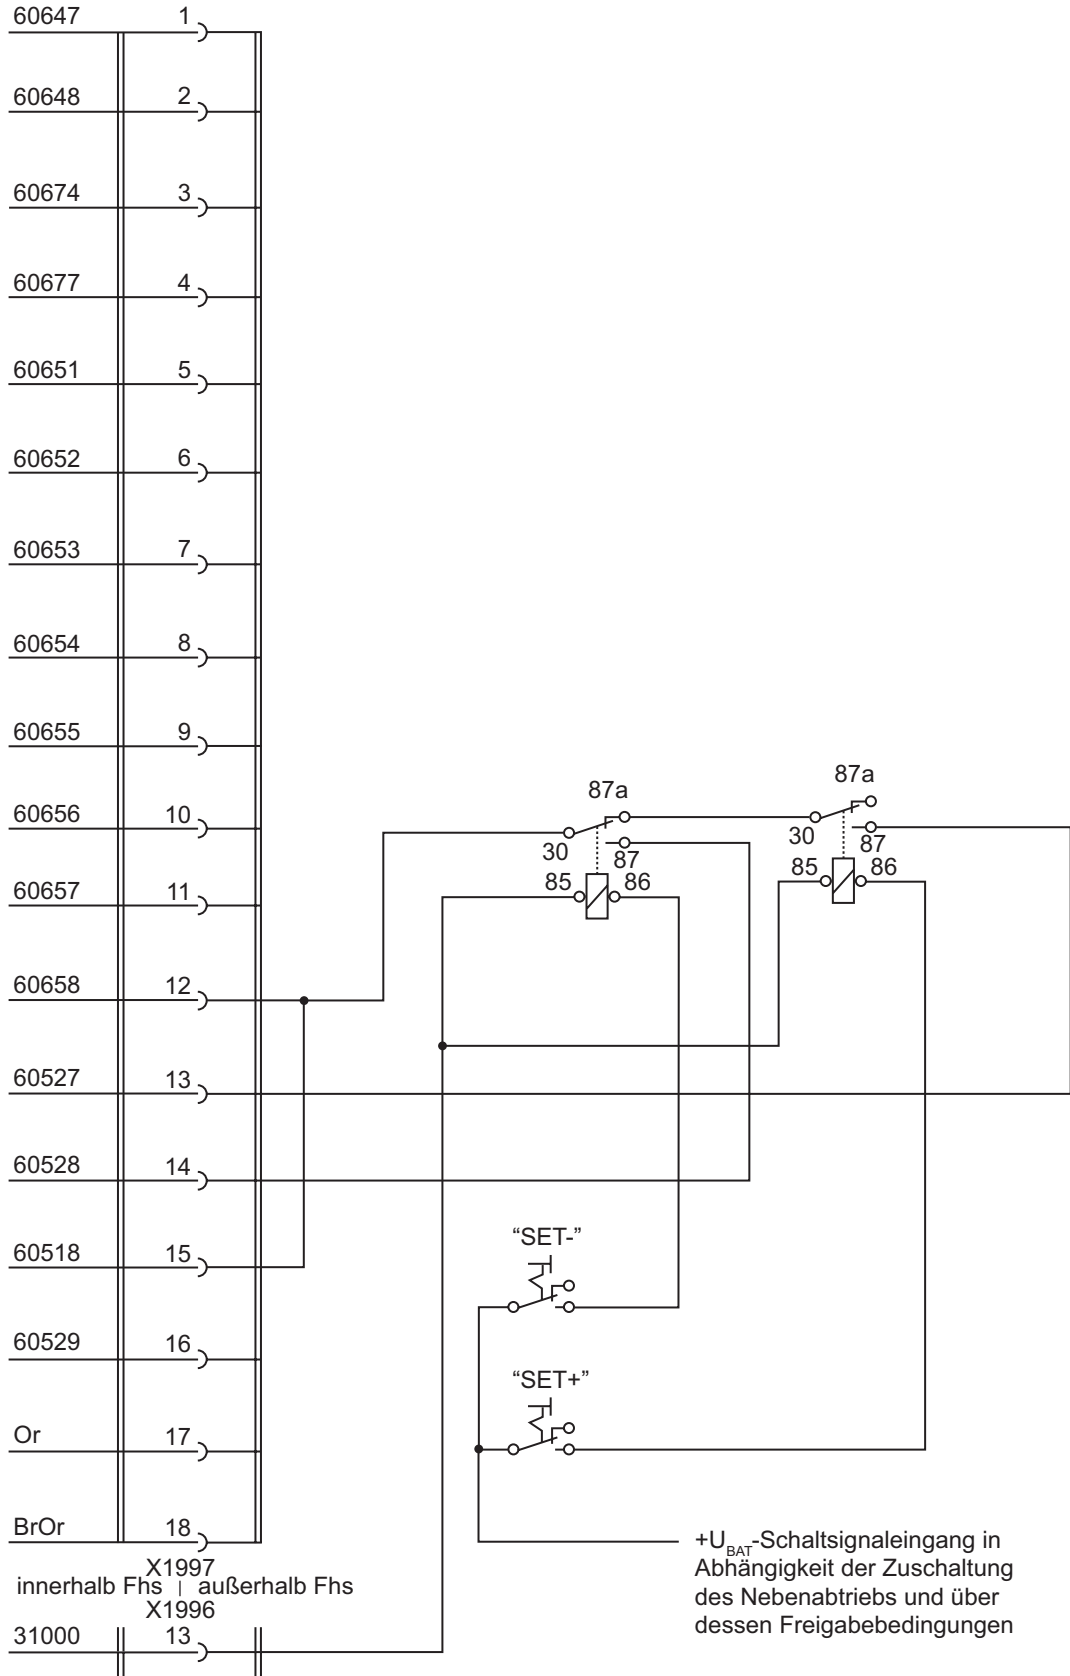 60647 1
60648 2
60674 3
60677 4
60651 5
60652 6
60653 7
60654 8
60655 9
87a
87a
60656 10
30 87
30 87
85 86
85 86
60657 11
60658 12
60527 13
60528 14
“SET-”
60518 15
60529 16
“SET+”
Or 17
BrOr 18
X1997
innerhalb Fhs | außerhalb Fhs
X1996
31000 13
+UBAT-Schaltsignaleingang in
Abhängigkeit der Zuschaltung
des Nebenabtriebs und über
dessen Freigabebedingungen